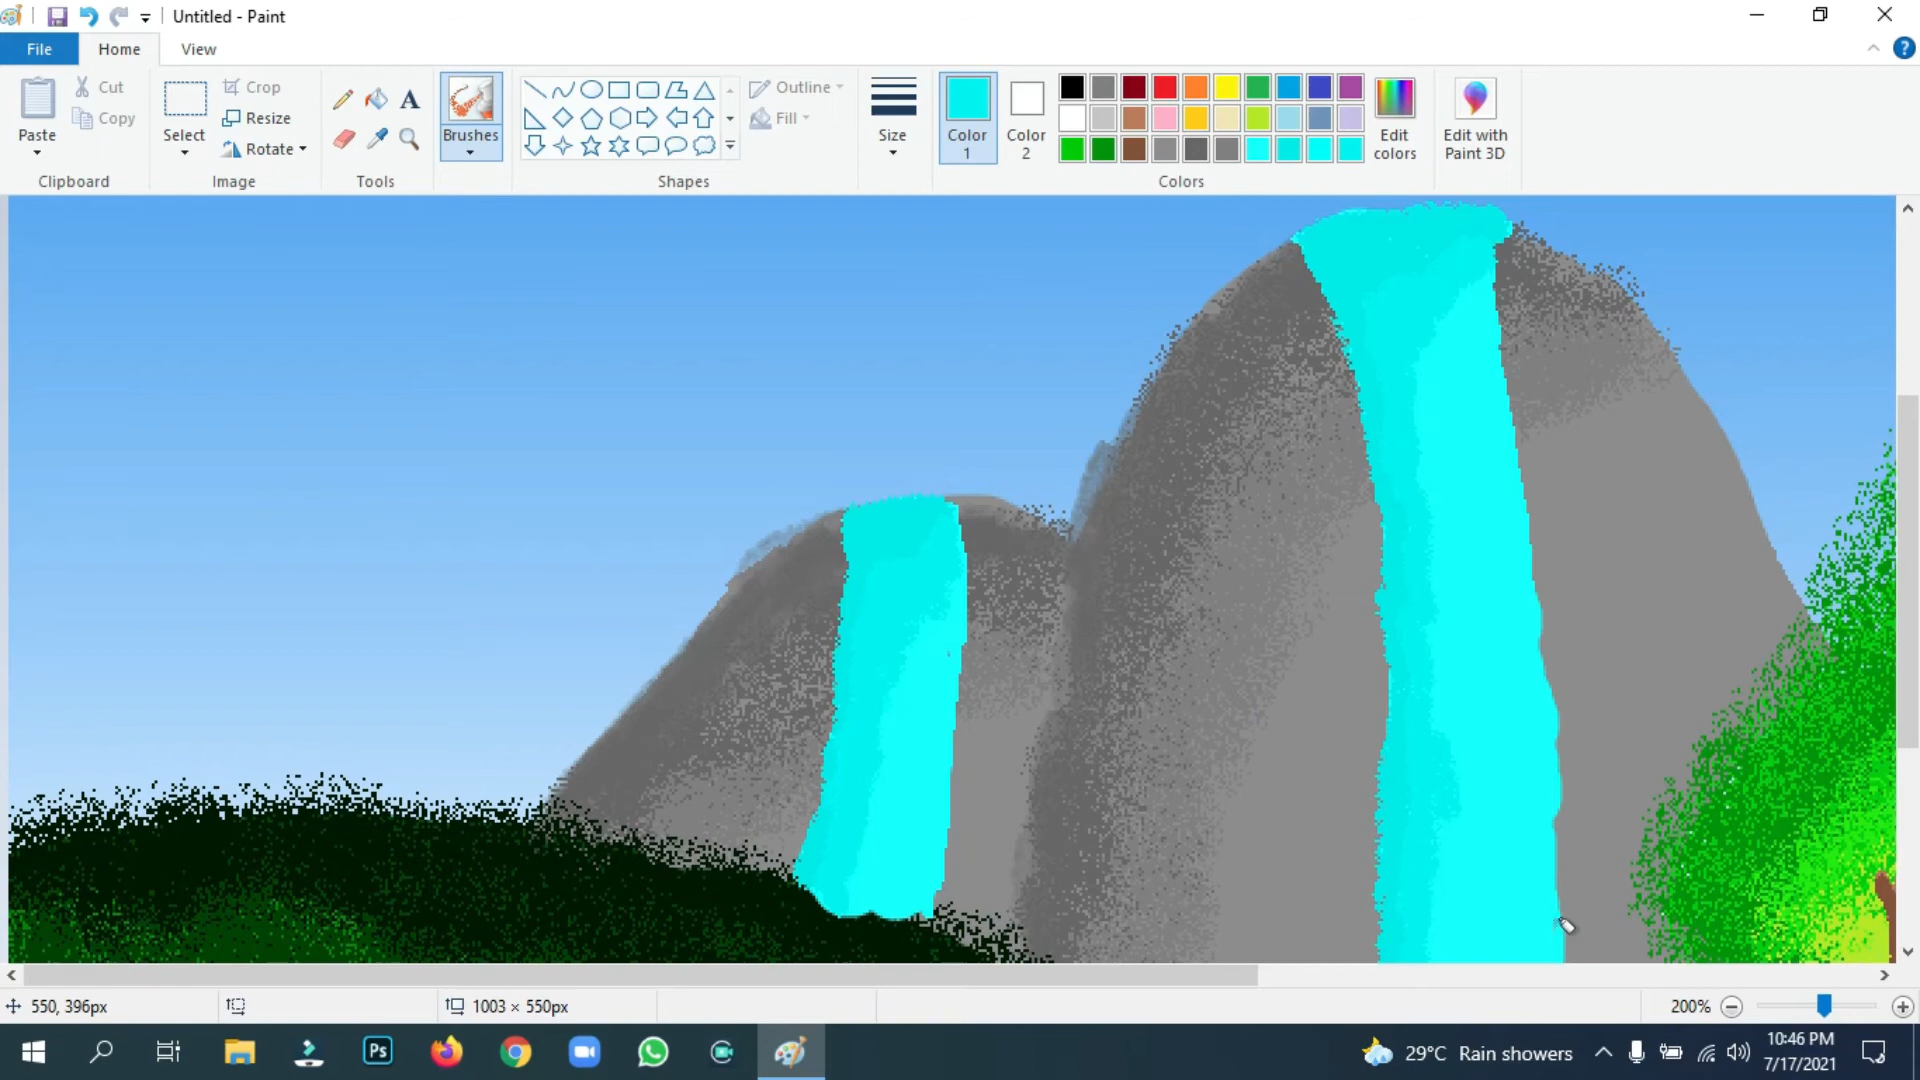 Untitled - Paint
File Home View
Paste
Cut
Copy
Clipboard
Select
Crop
Resize
Rotate
Image
A
Tools
Brushes
Outline
Fill
Shapes
Size
Color 1
Color 2
Edit colors
Edit with Paint 3D
Colors
550, 396px
1003 × 550px
200%
Ps
29°C Rain showers
10:46 PM
7/17/2021